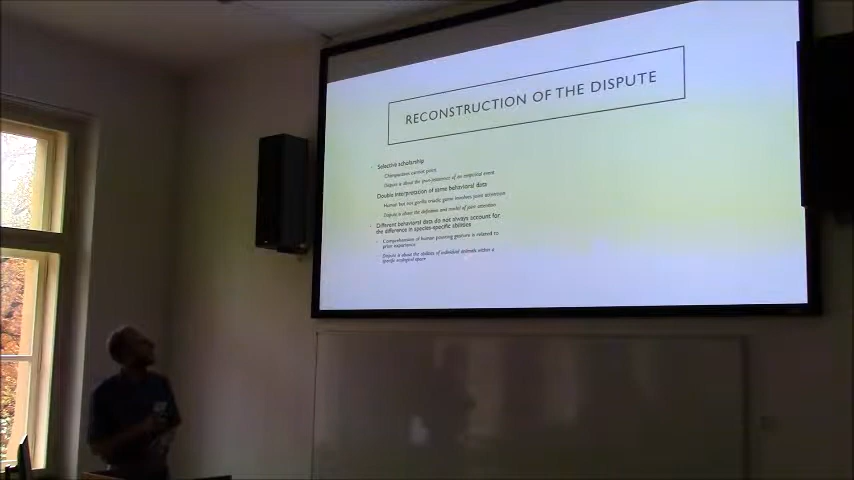 RECONSTRUCTION OF THE DISPUTE
Selective scholarship
Chimpanzees cannot point
Dispute is about the (non-)existence of an empirical event
Double interpretation of same behavioral data
Human but not gorilla triadic game involves joint attention
Dispute is about the definition and model of joint attention
Different behavioral data do not always account for
the difference in species-specific abilities
Comprehension of human pointing gesture is related to
prior experience
Dispute is about the abilities of individual animals within a
specific ecological space